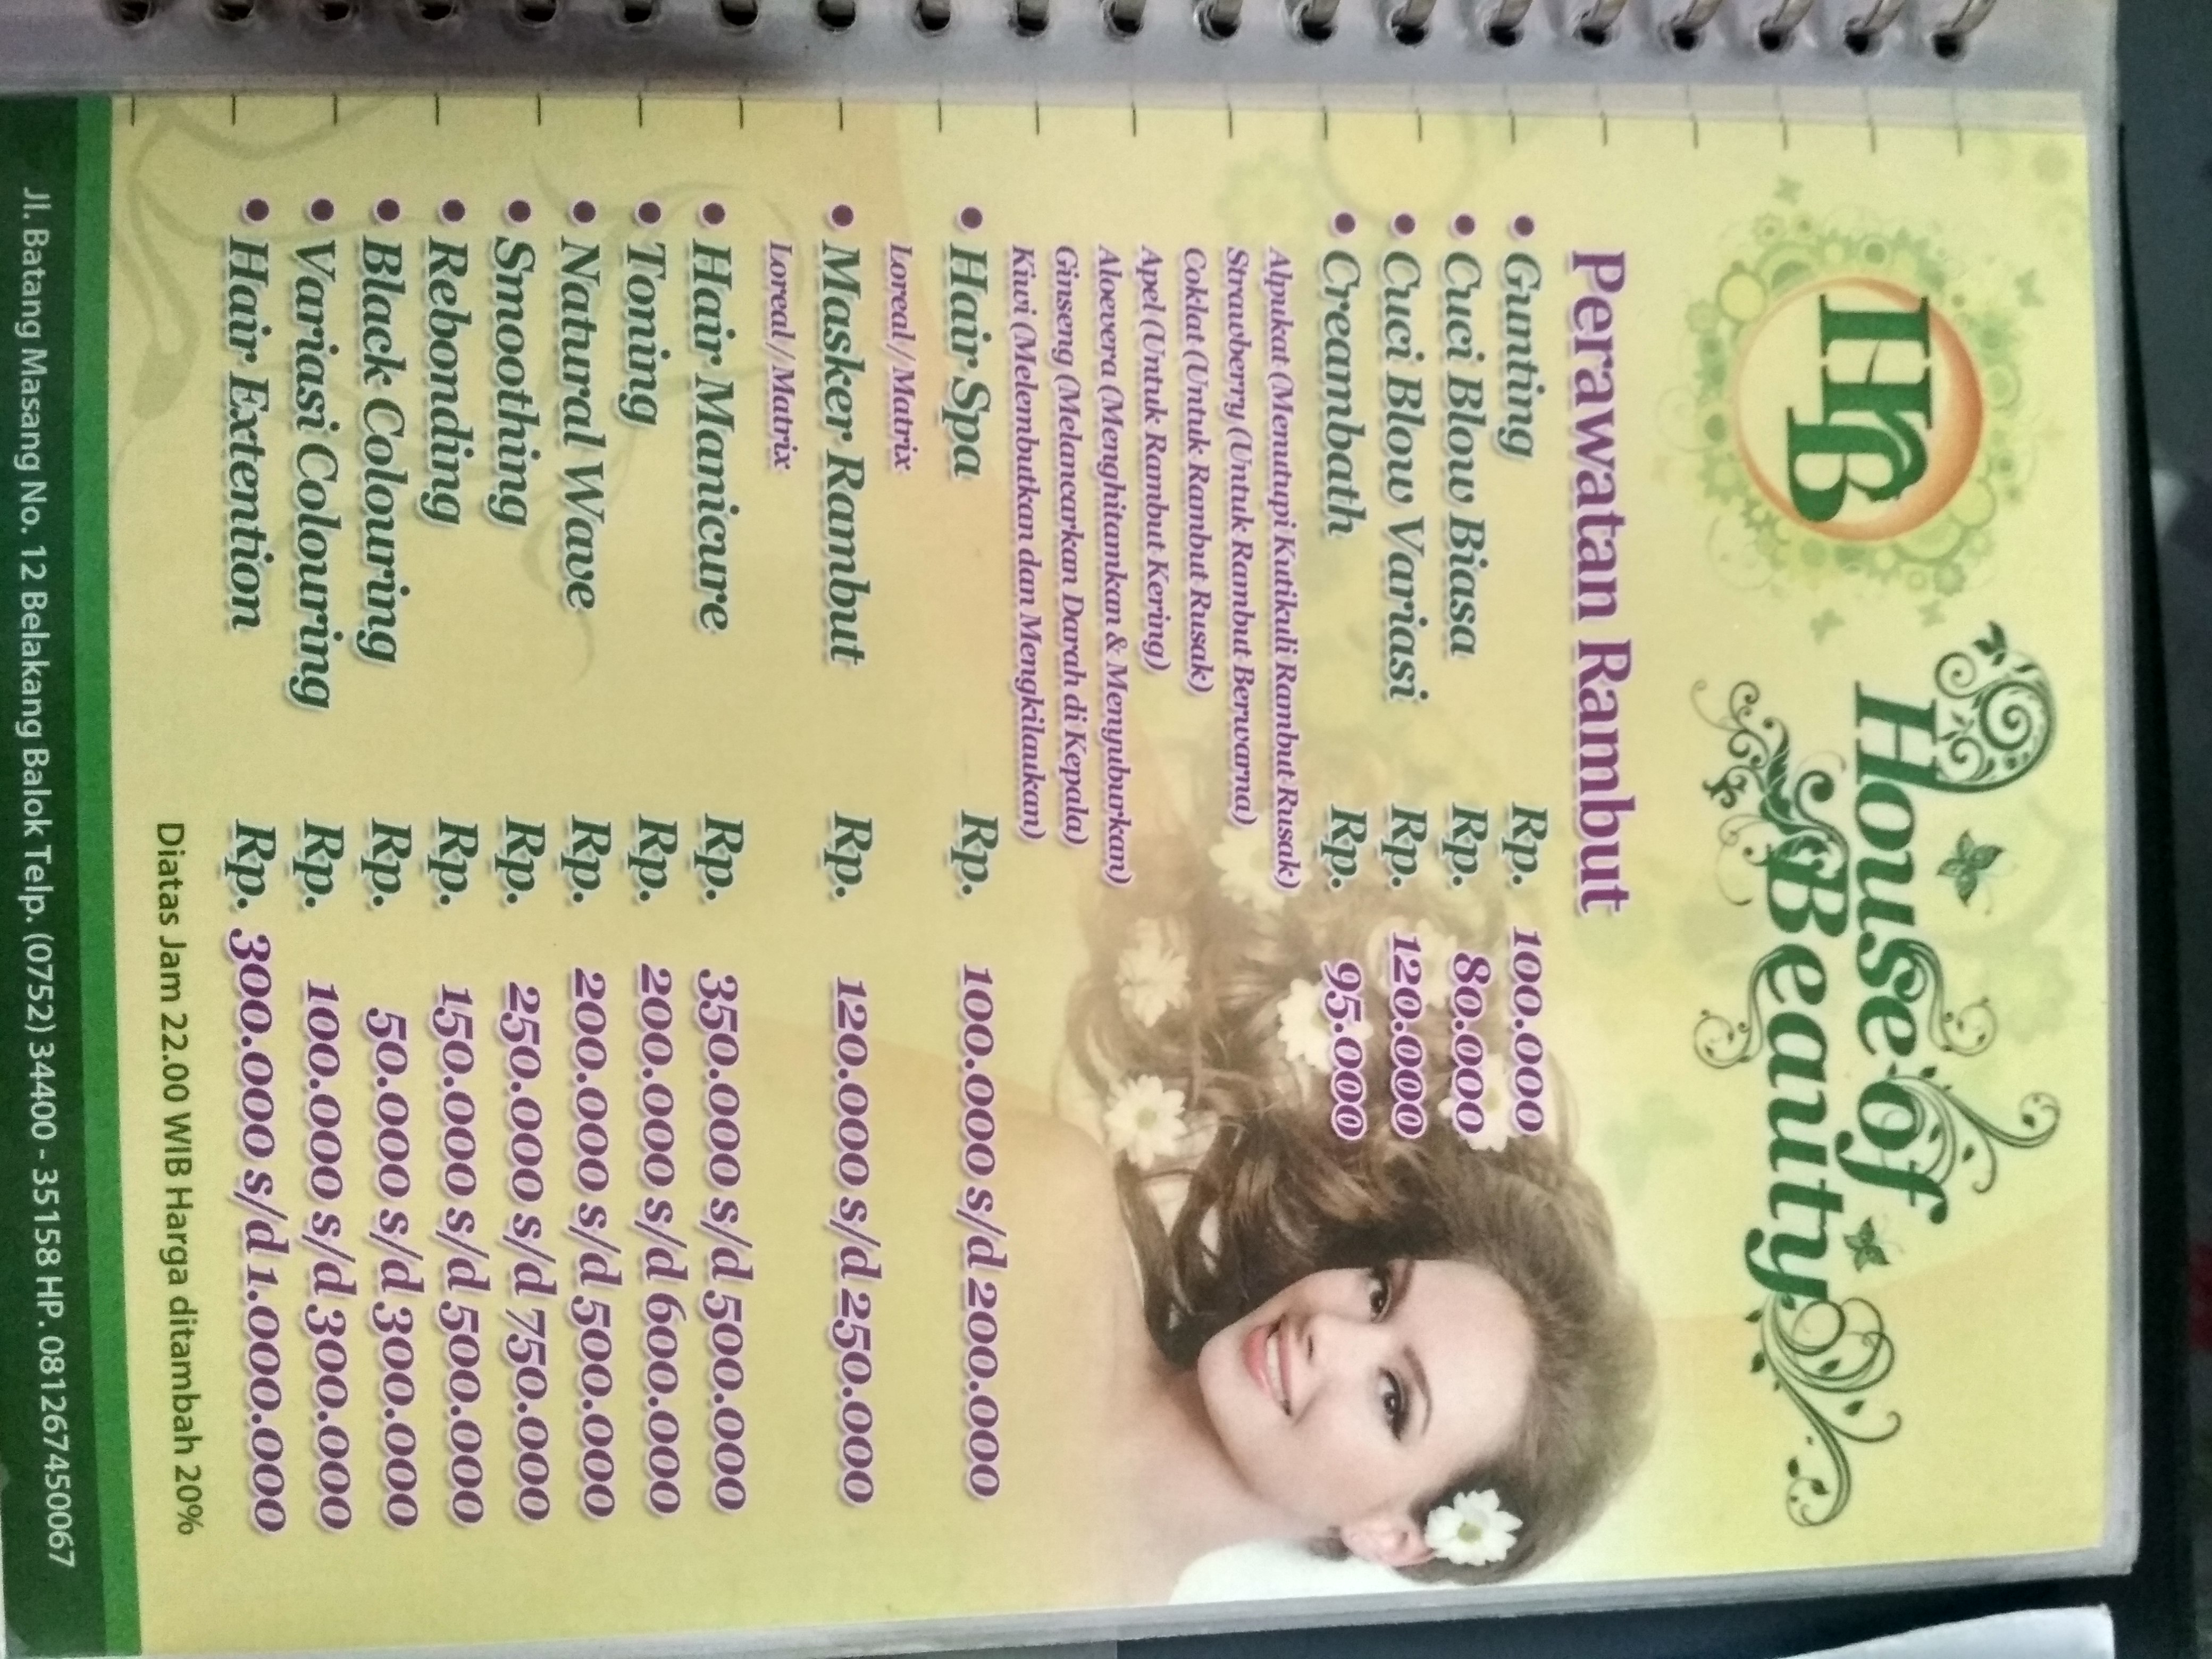 HB
House of
Beauty
Perawatan Rambut
• Gunting Rp. 100.000
• Cuci Blow Biasa Rp. 80.000
• Cuci Blow Variasi Rp. 120.000
• Creambath Rp. 95.000
Alpukat (Menutupi Kutikuli Rambut Rusak)
Strawberry (Untuk Rambut Berwarna)
Coklat (Untuk Rambut Rusak)
Apel (Untuk Rambut Kering)
Aloevera (Menghitamkan & Menyuburkan)
Ginseng (Melancarkan Darah di Kepala)
Kiwi (Melembutkan dan Mengkilaukan)
• Hair Spa Rp. 100.000 s/d 200.000
Loreal / Matrix
• Masker Rambut Rp. 120.000 s/d 250.000
Loreal / Matrix
• Hair Manicure Rp. 350.000 s/d 500.000
• Toning Rp. 200.000 s/d 600.000
• Natural Wave Rp. 200.000 s/d 500.000
• Smoothing Rp. 250.000 s/d 750.000
• Rebonding Rp. 150.000 s/d 500.000
• Black Colouring Rp. 50.000 s/d 300.000
• Variasi Colouring Rp. 100.000 s/d 300.000
• Hair Extention Rp. 300.000 s/d 1.000.000
Diatas Jam 22.00 WIB Harga ditambah 20%
Jl. Batang Masang No. 12 Belakang Balok Telp. (0752) 34400 - 35158 HP. 081267450067